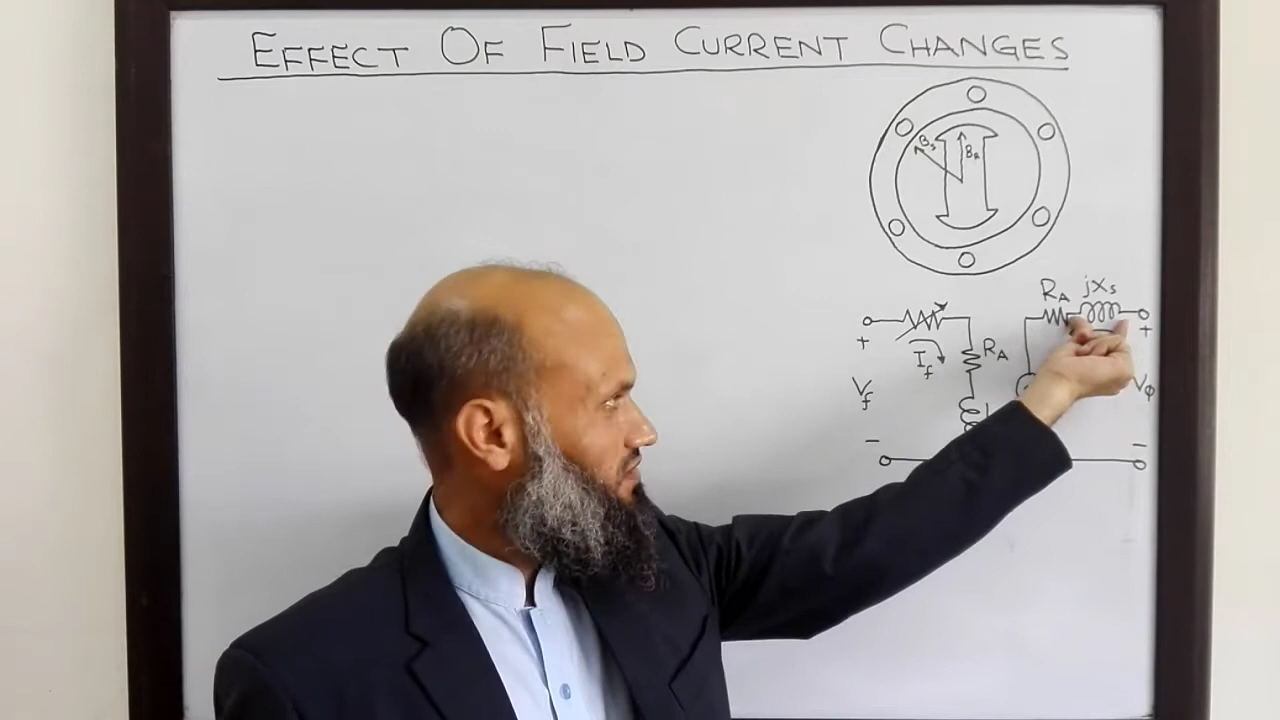 EFFECT OF FIELD CURRENT CHANGES
Bs BR
RA jXs
If RA
+ +
Vf Vφ
- -